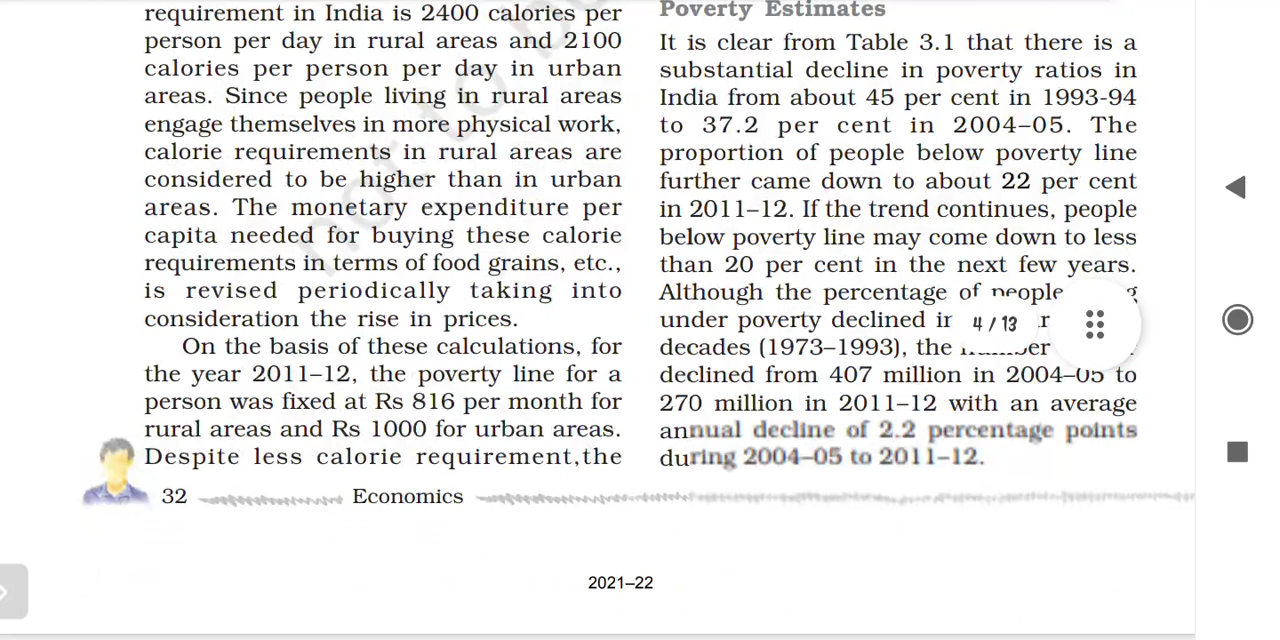 requirement in India is 2400 calories per
person per day in rural areas and 2100
calories per person per day in urban
areas. Since people living in rural areas
engage themselves in more physical work,
calorie requirements in rural areas are
considered to be higher than in urban
areas. The monetary expenditure per
capita needed for buying these calorie
requirements in terms of food grains, etc.,
is revised periodically taking into
consideration the rise in prices.
On the basis of these calculations, for
the year 2011–12, the poverty line for a
person was fixed at Rs 816 per month for
rural areas and Rs 1000 for urban areas.
Despite less calorie requirement,the
Poverty Estimates
It is clear from Table 3.1 that there is a
substantial decline in poverty ratios in
India from about 45 per cent in 1993-94
to 37.2 per cent in 2004–05. The
proportion of people below poverty line
further came down to about 22 per cent
in 2011–12. If the trend continues, people
below poverty line may come down to less
than 20 per cent in the next few years.
Although the percentage of people
under poverty declined
decades (1973–1993), the
declined from 407 million in 2004–05 to
270 million in 2011–12 with an average
annual decline of 2.2 percentage points
during 2004–05 to 2011–12.
4 / 13
32 Economics
2021–22
not to